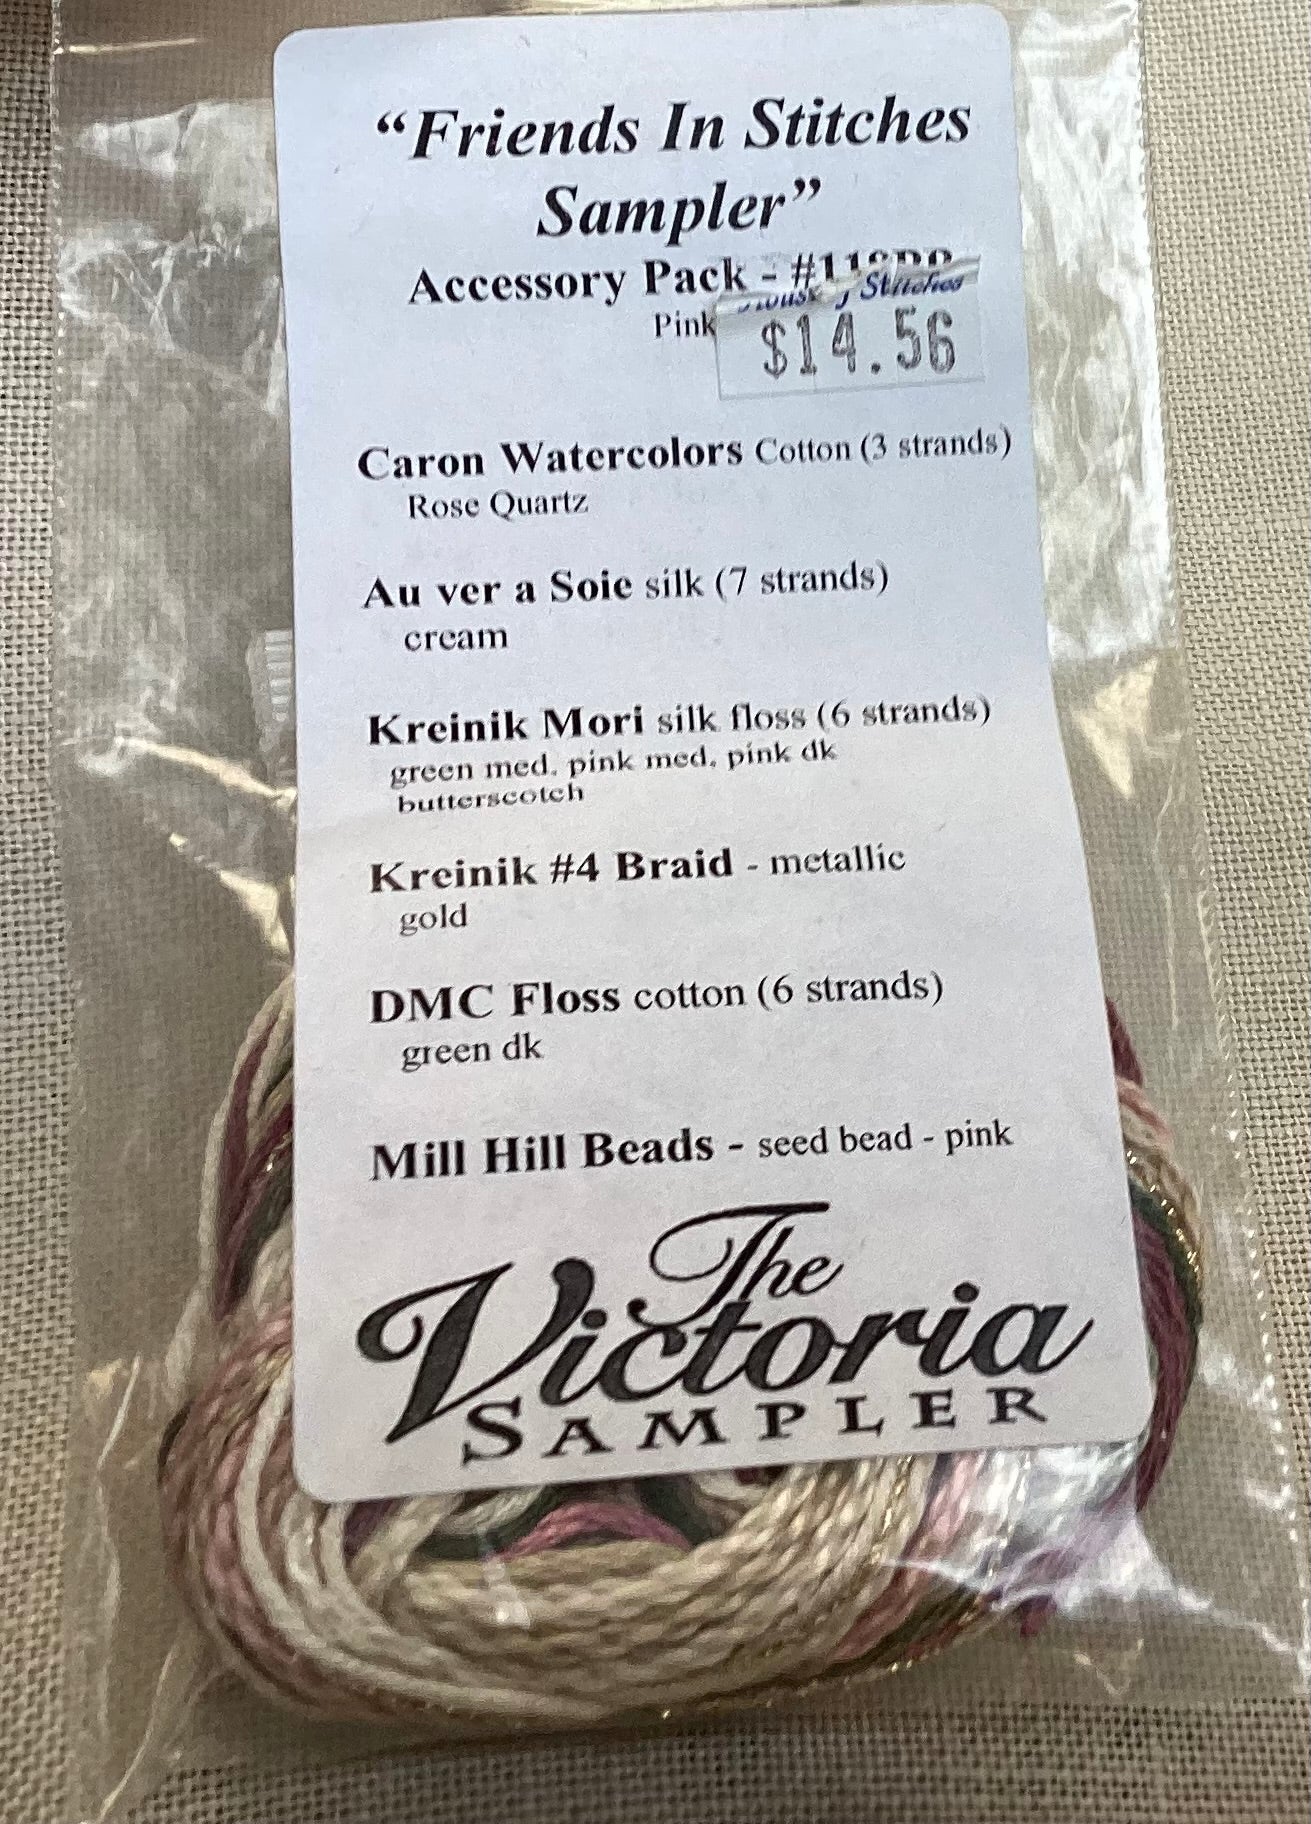 “Friends In Stitches
Sampler”
Accessory Pack -
Pink
Stitches
$14.56
Caron Watercolors Cotton (3 strands)
Rose Quartz
Au ver a Soie silk (7 strands)
cream
Kreinik Mori silk floss (6 strands)
green med, pink med, pink dk
butterscotch
Kreinik #4 Braid - metallic
gold
DMC Floss cotton (6 strands)
green dk
Mill Hill Beads - seed bead - pink
The
Victoria
SAMPLER